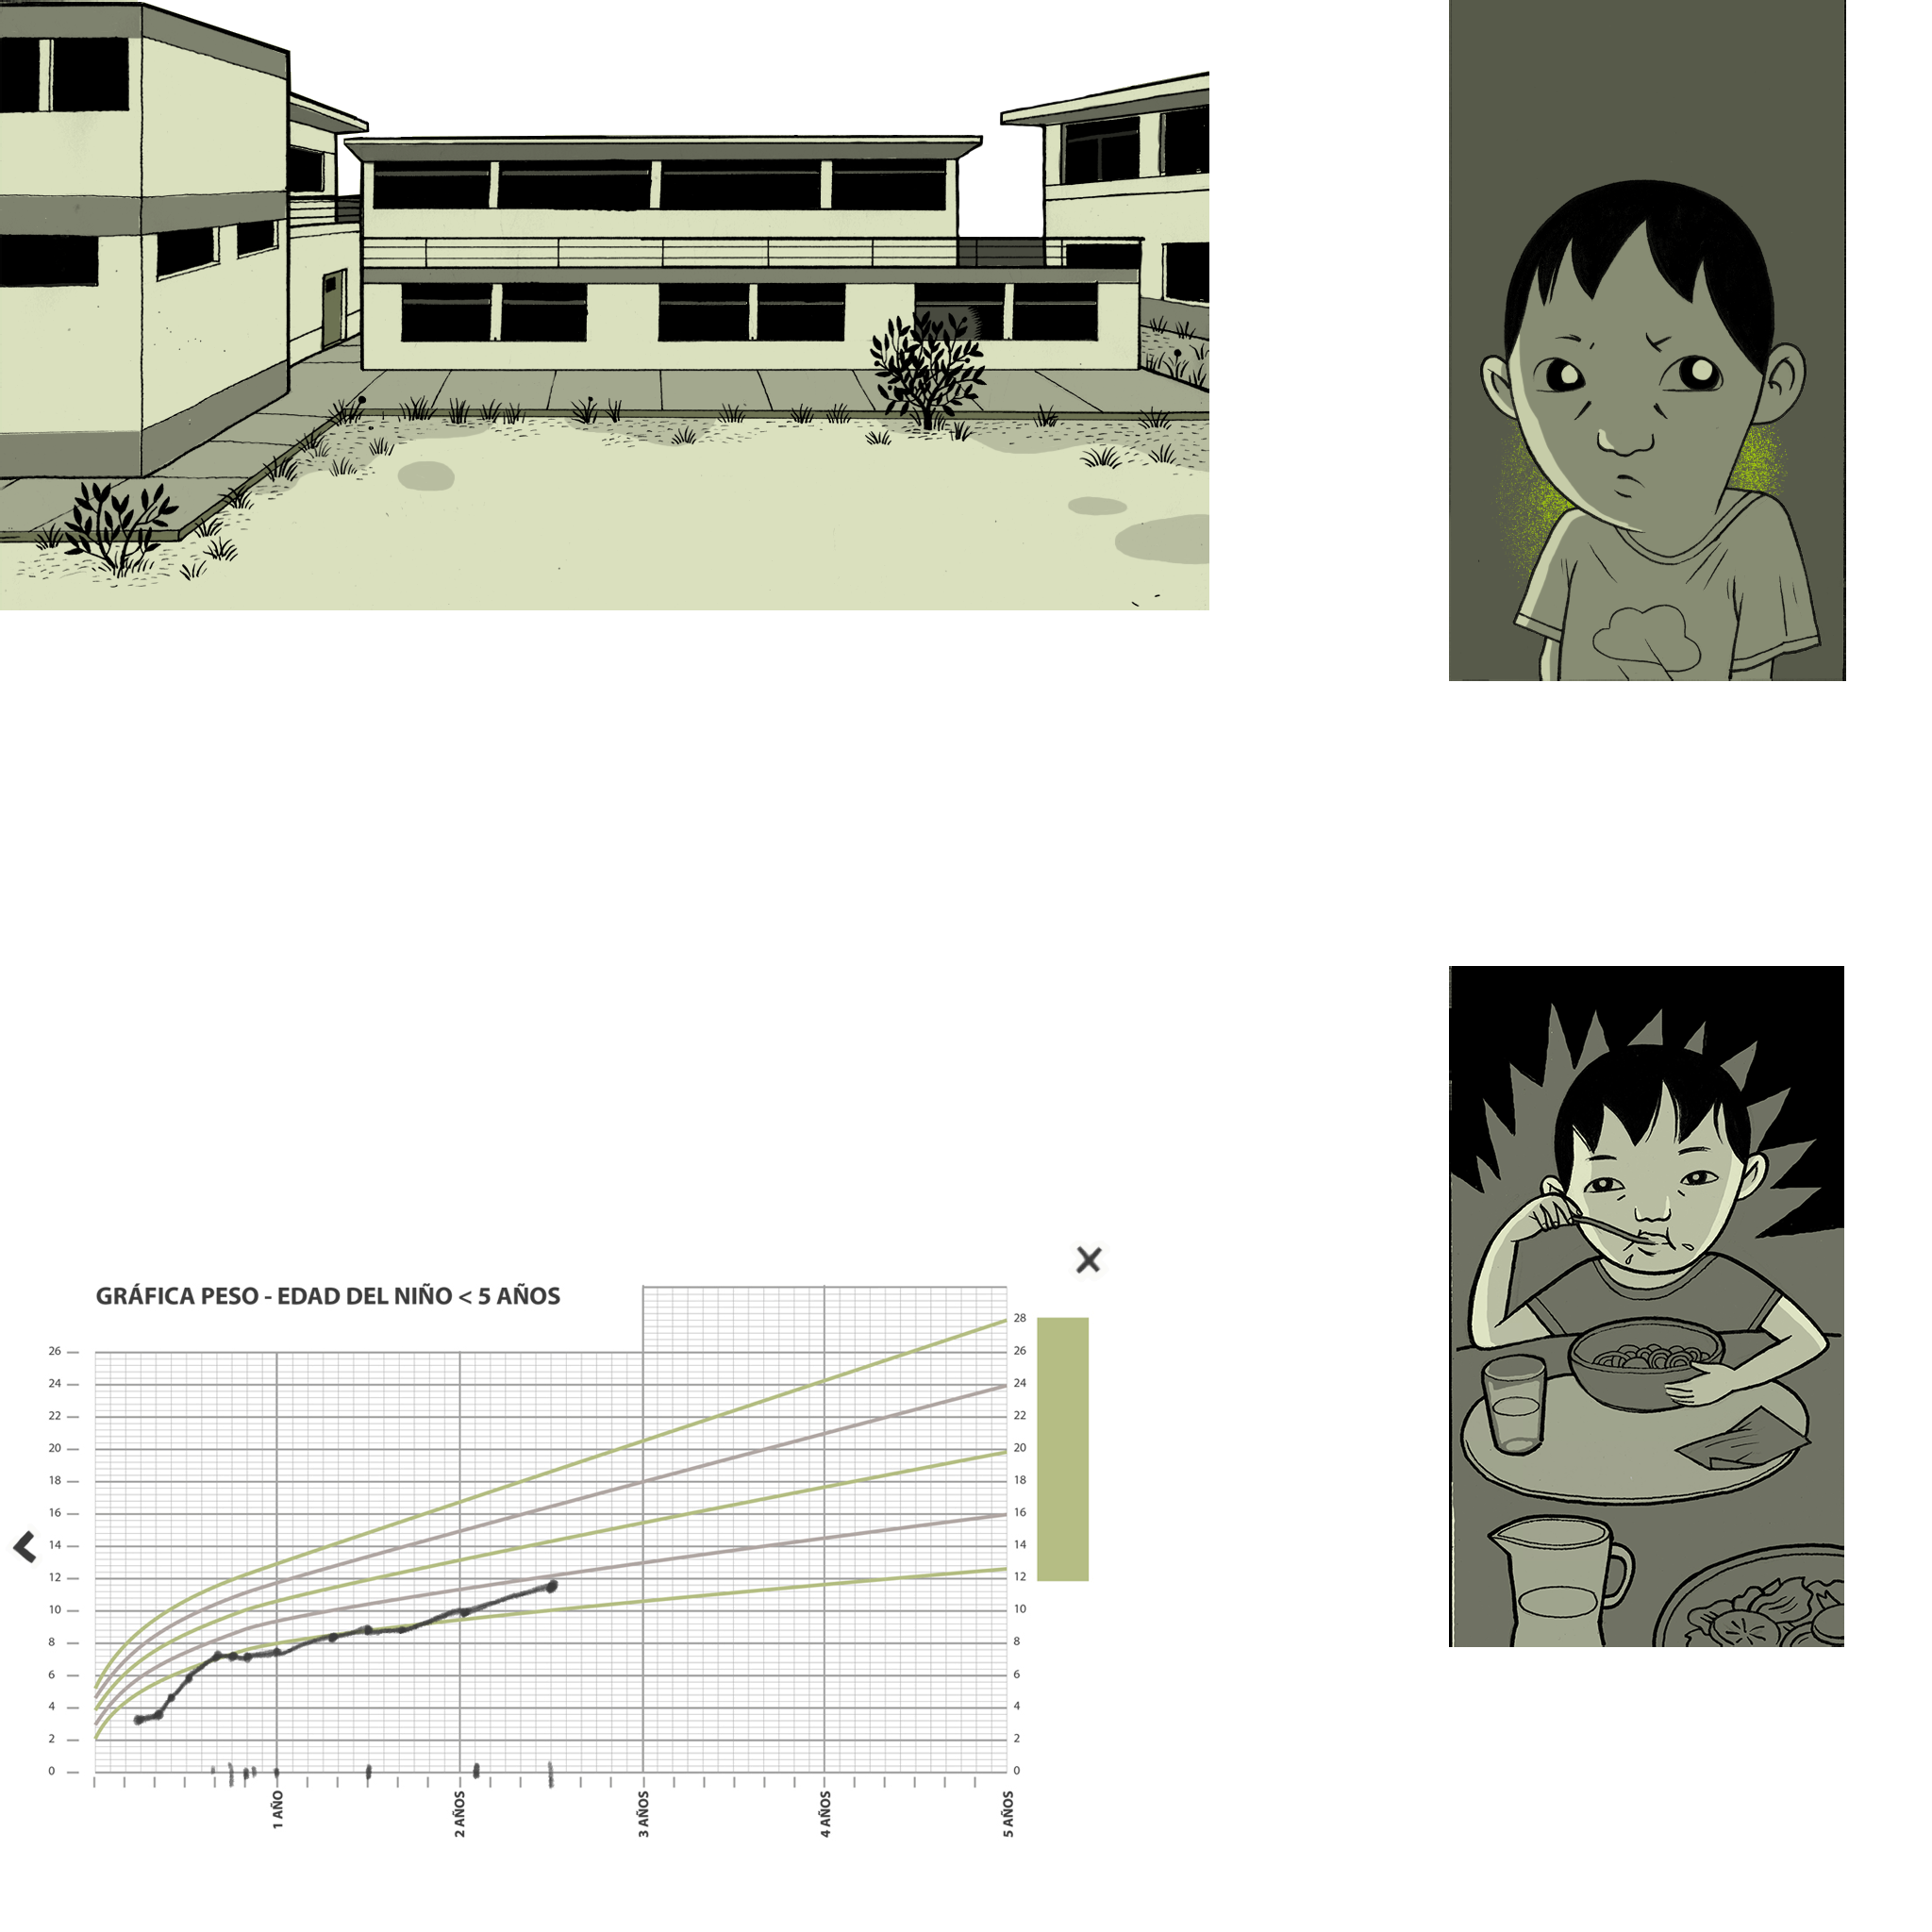 GRÁFICA PESO - EDAD DEL NIÑO < 5 AÑOS
28
26 26
24 24
22 22
20 20
18 18
16 16
14 14
12 12
10 10
8 8
6 6
4 4
2 2
0 0
1 AÑO
2 AÑOS
3 AÑOS
4 AÑOS
5 AÑOS